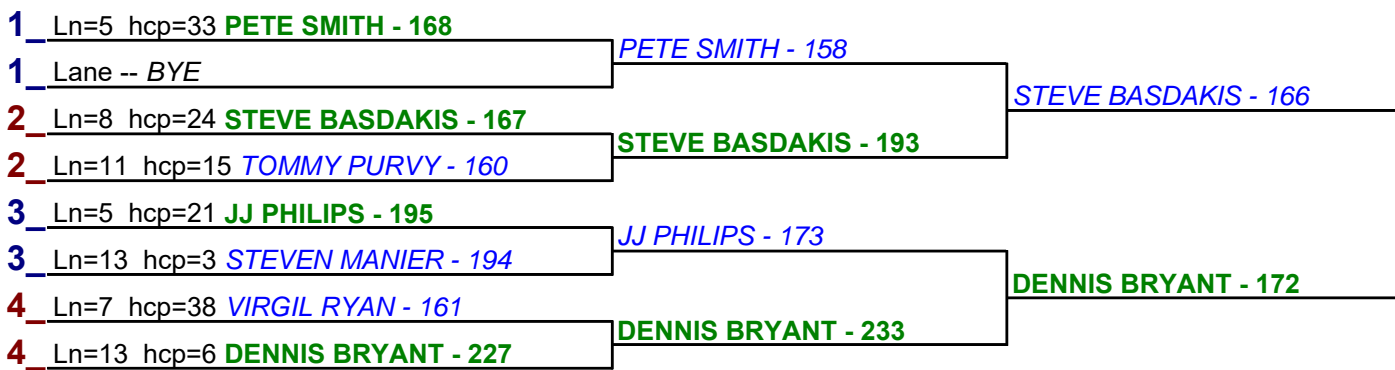 1_ Ln=5 hcp=33 PETE SMITH - 168
PETE SMITH - 158
1_ Lane -- BYE
STEVE BASDAKIS - 166
2_ Ln=8 hcp=24 STEVE BASDAKIS - 167
STEVE BASDAKIS - 193
2_ Ln=11 hcp=15 TOMMY PURVY - 160
3_ Ln=5 hcp=21 JJ PHILIPS - 195
JJ PHILIPS - 173
3_ Ln=13 hcp=3 STEVEN MANIER - 194
DENNIS BRYANT - 172
4_ Ln=7 hcp=38 VIRGIL RYAN - 161
DENNIS BRYANT - 233
4_ Ln=13 hcp=6 DENNIS BRYANT - 227